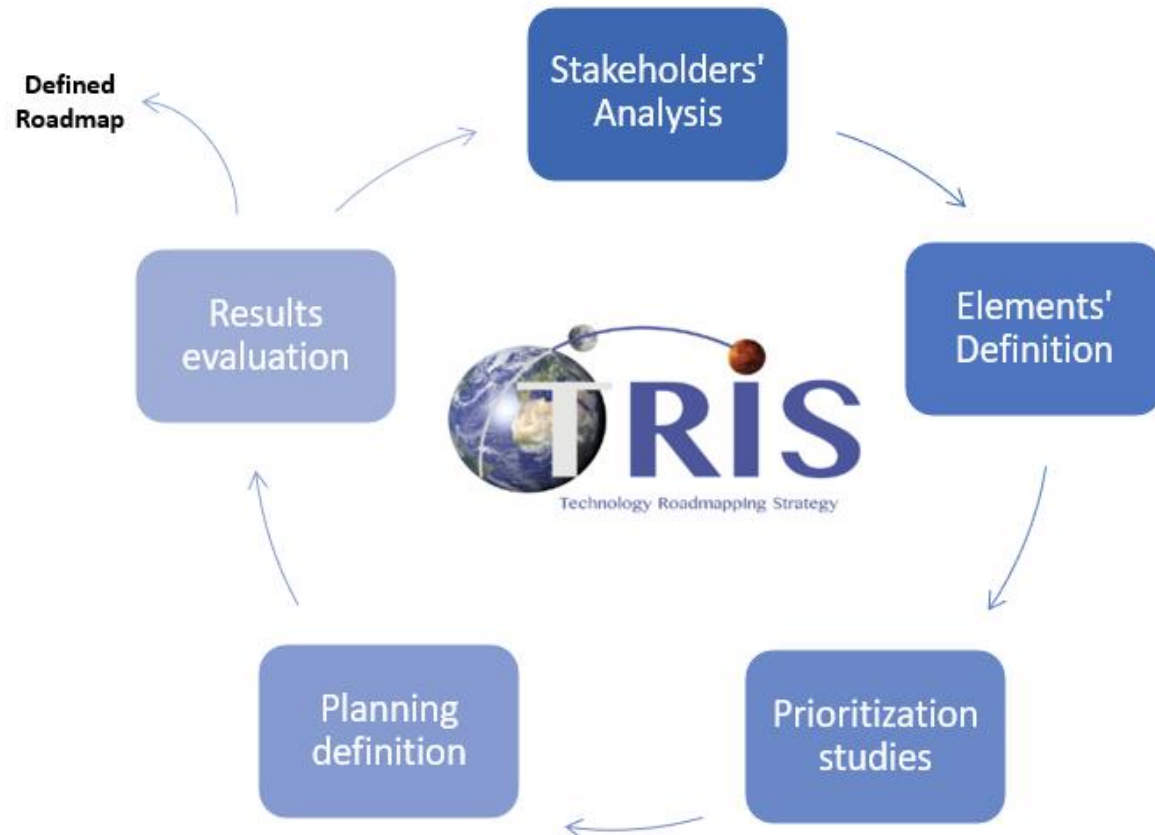 Defined
Roadmap
Stakeholders'
Analysis
Elements'
Definition
Prioritization
studies
Planning
definition
Results
evaluation
TRIS
Technology Roadmapping Strategy